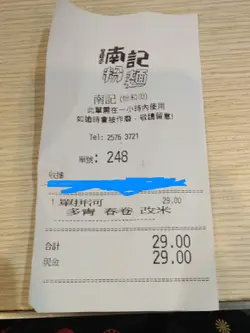 南記
粉麵
南記 (怡和街)
此單需在一小時內使用
如逾時會被作廢，敬請留意！
Tel: 2576 3721
單號: 248
收據
1 單拼河 29.00
多青 春卷 改米
合計 29.00
現金 29.00